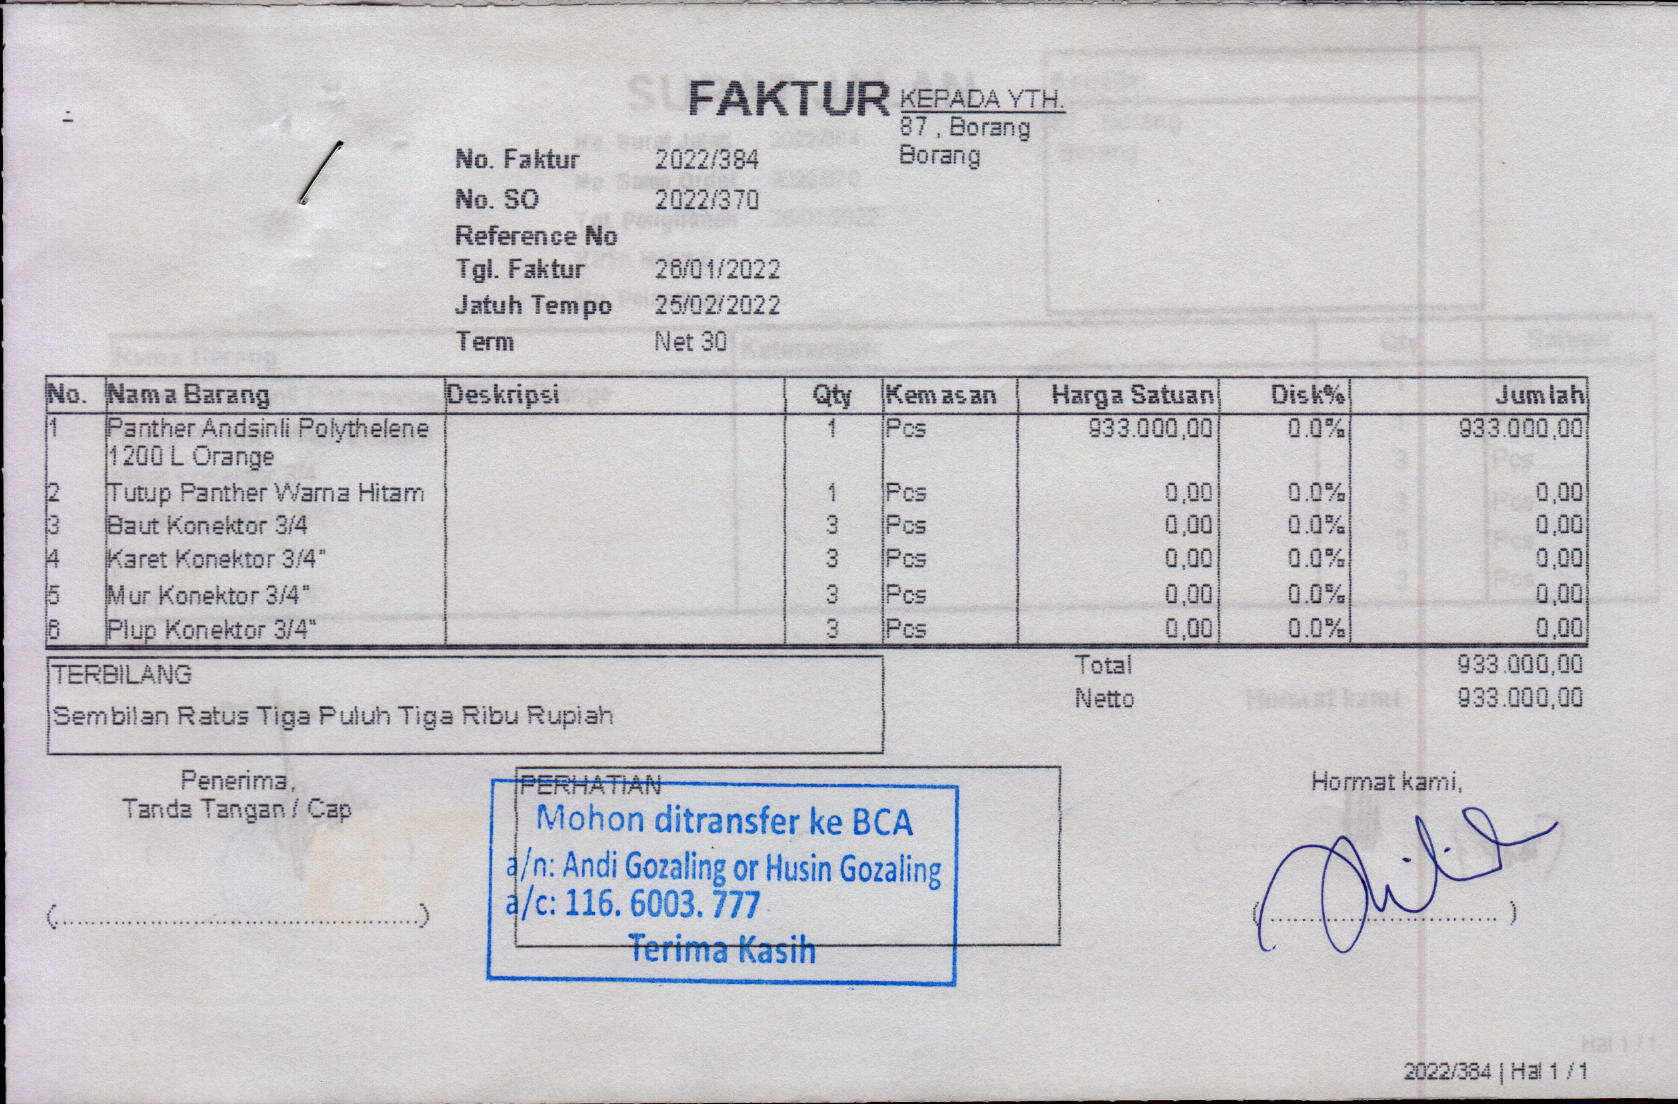 FAKTUR
KEPADA YTH.
87 , Borang
Borang
No. Faktur 2022/384
No. SO 2022/370
Reference No
Tgl. Faktur 26/01/2022
Jatuh Tempo 25/02/2022
Term Net 30
No. Nama Barang Deskripsi Qty Kemasan Harga Satuan Disk% Jumlah
1 Panther Andsinli Polythelene 1 Pcs 933.000,00 0.0% 933.000,00
1200 L Orange
2 Tutup Panther Warna Hitam 1 Pcs 0,00 0.0% 0,00
3 Baut Konektor 3/4 3 Pcs 0,00 0.0% 0,00
4 Karet Konektor 3/4" 3 Pcs 0,00 0.0% 0,00
5 Mur Konektor 3/4" 3 Pcs 0,00 0.0% 0,00
6 Plup Konektor 3/4" 3 Pcs 0,00 0.0% 0,00
Total 933.000,00
Netto 933.000,00
TERBILANG
Sembilan Ratus Tiga Puluh Tiga Ribu Rupiah
Penerima,
Tanda Tangan / Cap
(.................................................)
PERHATIAN
Mohon ditransfer ke BCA
a/n: Andi Gozaling or Husin Gozaling
a/c: 116. 6003. 777
Terima Kasih
Hormat kami,
(............................... )
2022/384 | Hal 1 / 1